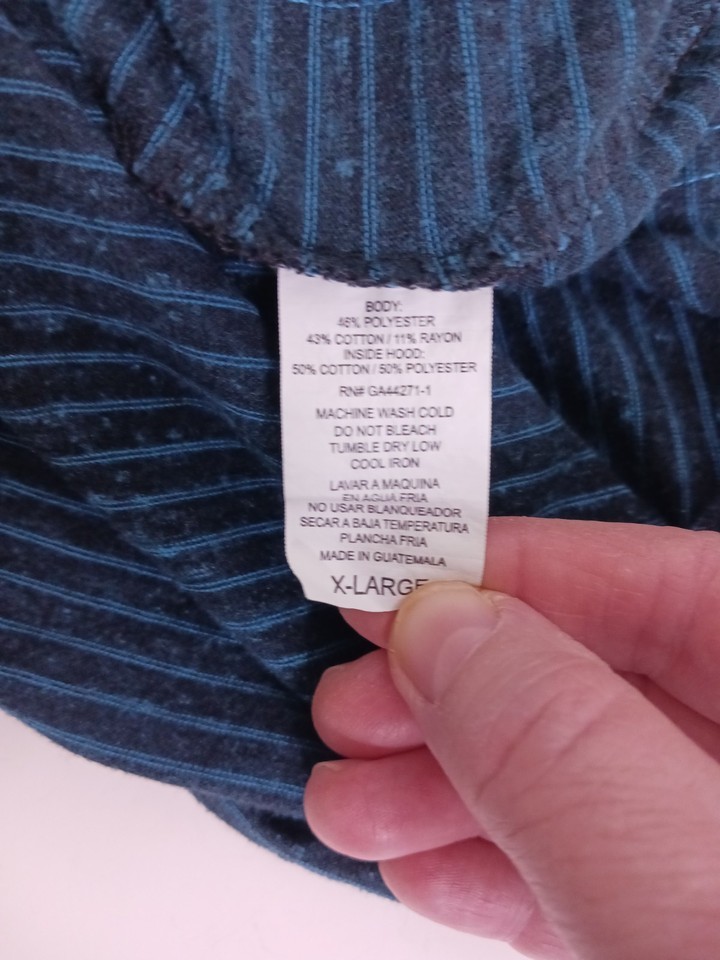 BODY:
46% POLYESTER
43% COTTON / 11% RAYON
INSIDE HOOD:
50% COTTON / 50% POLYESTER
RN# GA44271-1
MACHINE WASH COLD
DO NOT BLEACH
TUMBLE DRY LOW
COOL IRON
LAVAR A MAQUINA
EN AGUA FRIA
NO USAR BLANQUEADOR
SECAR A BAJA TEMPERATURA
PLANCHA FRIA
MADE IN GUATEMALA
X-LARGE